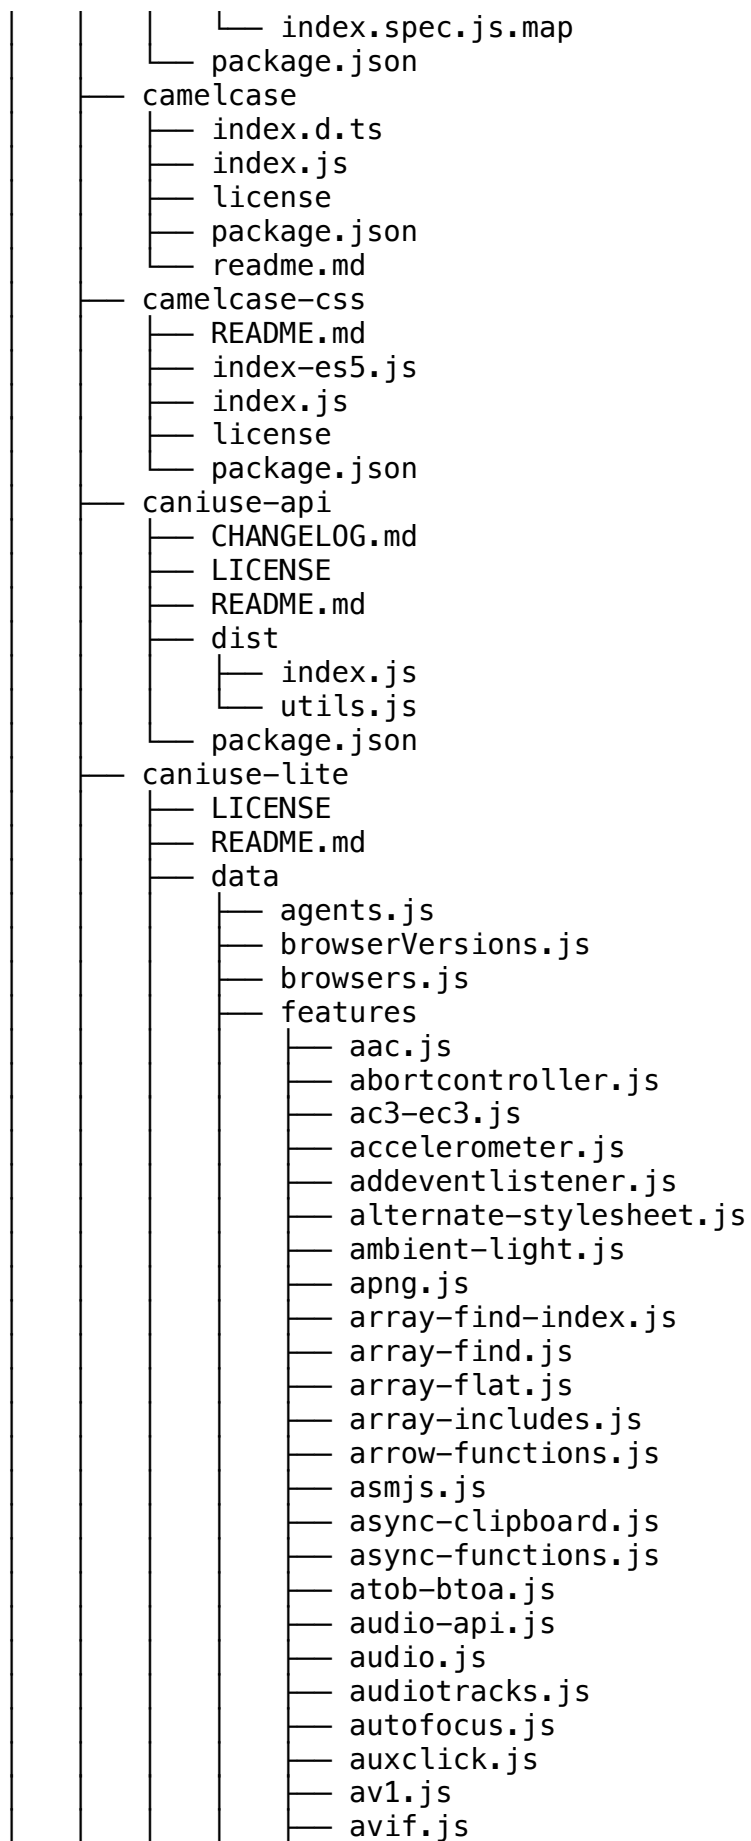 │   │   │   └── index.spec.js.map
│   │   └── package.json
│   ├── camelcase
│   │   ├── index.d.ts
│   │   ├── index.js
│   │   ├── license
│   │   ├── package.json
│   │   └── readme.md
│   ├── camelcase-css
│   │   ├── README.md
│   │   ├── index-es5.js
│   │   ├── index.js
│   │   ├── license
│   │   └── package.json
│   ├── caniuse-api
│   │   ├── CHANGELOG.md
│   │   ├── LICENSE
│   │   ├── README.md
│   │   ├── dist
│   │   │   ├── index.js
│   │   │   └── utils.js
│   │   └── package.json
│   ├── caniuse-lite
│   │   ├── LICENSE
│   │   ├── README.md
│   │   ├── data
│   │   │   ├── agents.js
│   │   │   ├── browserVersions.js
│   │   │   ├── browsers.js
│   │   │   ├── features
│   │   │   │   ├── aac.js
│   │   │   │   ├── abortcontroller.js
│   │   │   │   ├── ac3-ec3.js
│   │   │   │   ├── accelerometer.js
│   │   │   │   ├── addeventlistener.js
│   │   │   │   ├── alternate-stylesheet.js
│   │   │   │   ├── ambient-light.js
│   │   │   │   ├── apng.js
│   │   │   │   ├── array-find-index.js
│   │   │   │   ├── array-find.js
│   │   │   │   ├── array-flat.js
│   │   │   │   ├── array-includes.js
│   │   │   │   ├── arrow-functions.js
│   │   │   │   ├── asmjs.js
│   │   │   │   ├── async-clipboard.js
│   │   │   │   ├── async-functions.js
│   │   │   │   ├── atob-btoa.js
│   │   │   │   ├── audio-api.js
│   │   │   │   ├── audio.js
│   │   │   │   ├── audiotracks.js
│   │   │   │   ├── autofocus.js
│   │   │   │   ├── auxclick.js
│   │   │   │   ├── av1.js
│   │   │   │   ├── avif.js